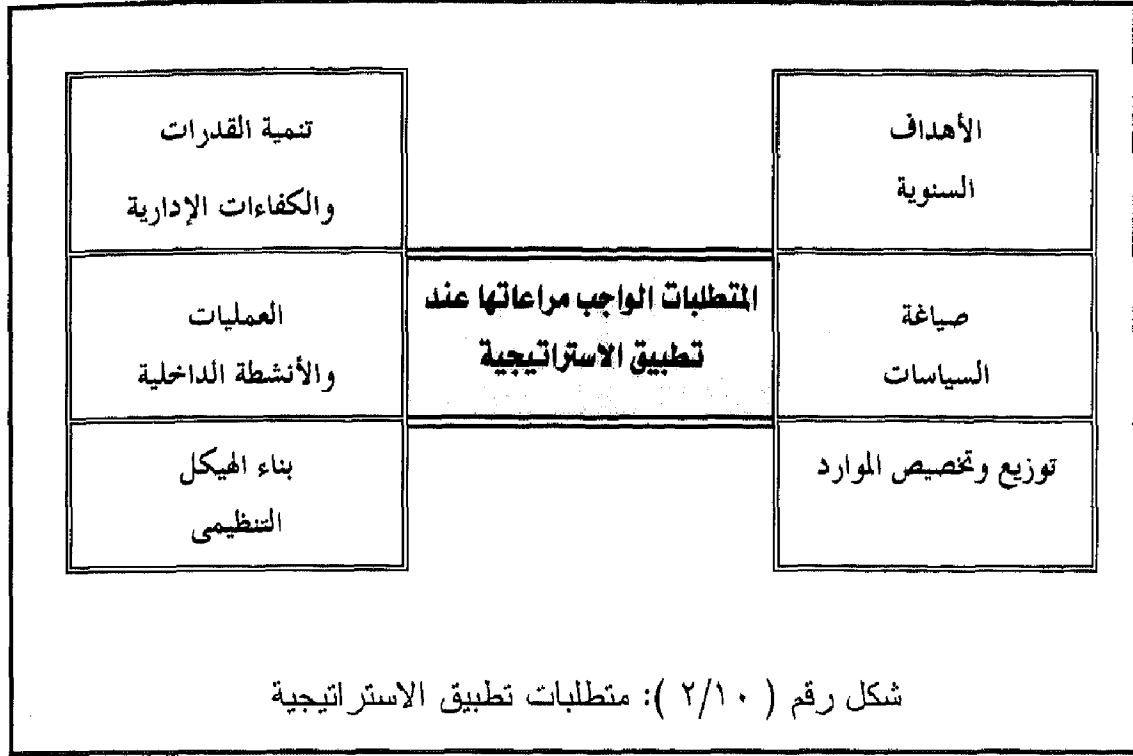 الأهداف
السنوية
صياغة
السياسات
توزيع وتخصيص الموارد
المتطلبات الواجب مراعاتها عند
تطبيق الاستراتيجية
تنمية القدرات
والكفاءات الإدارية
العمليات
والأنشطة الداخلية
بناء الهيكل
التنظيمى
شكل رقم ( ٢/١٠ ): متطلبات تطبيق الاستراتيجية